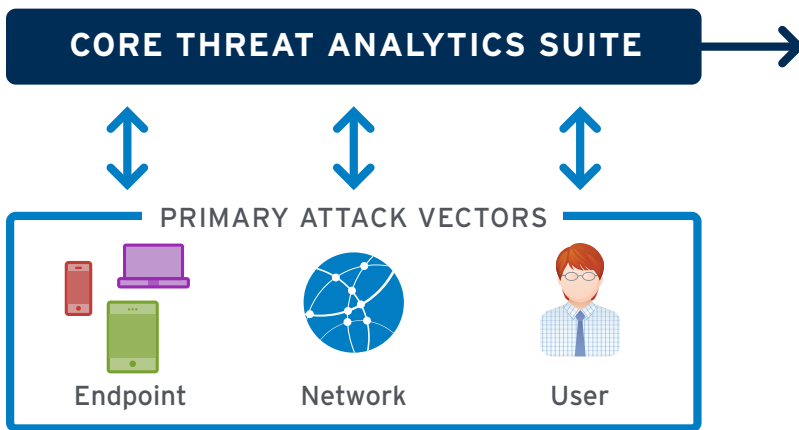 CORE THREAT ANALYTICS SUITE
PRIMARY ATTACK VECTORS
Endpoint
Network
User